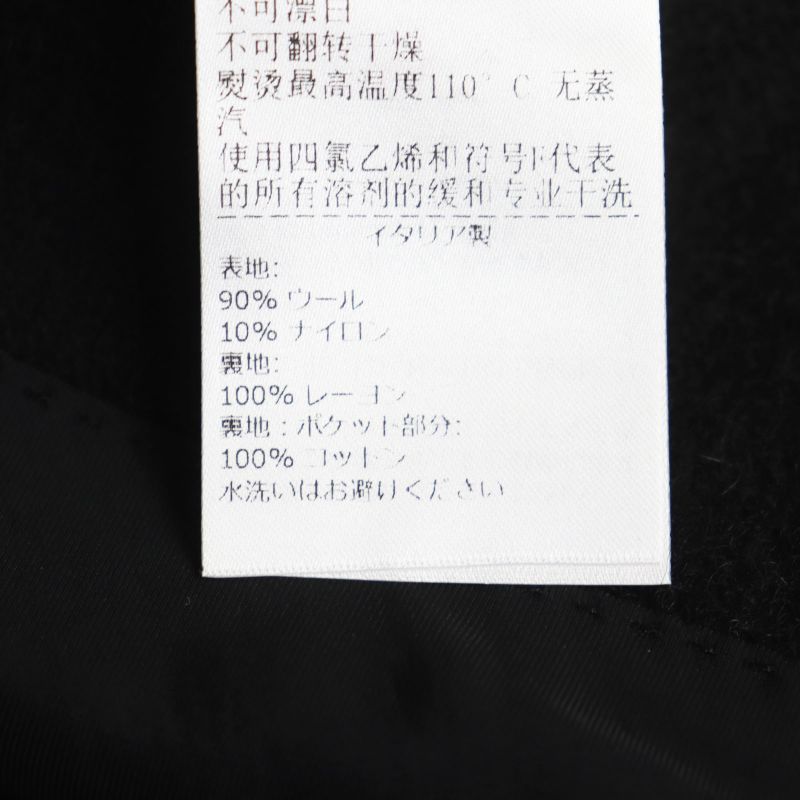 不可漂白
不可翻转干燥
熨烫最高温度110° C 无蒸
汽
使用四氯乙烯和符号F代表
的所有溶剂的缓和专业干洗
イタリア製
表地:
90% ウール
10% ナイロン
裏地:
100% レーヨン
裏地:ポケット部分:
100% コットン
水洗いはお避けください